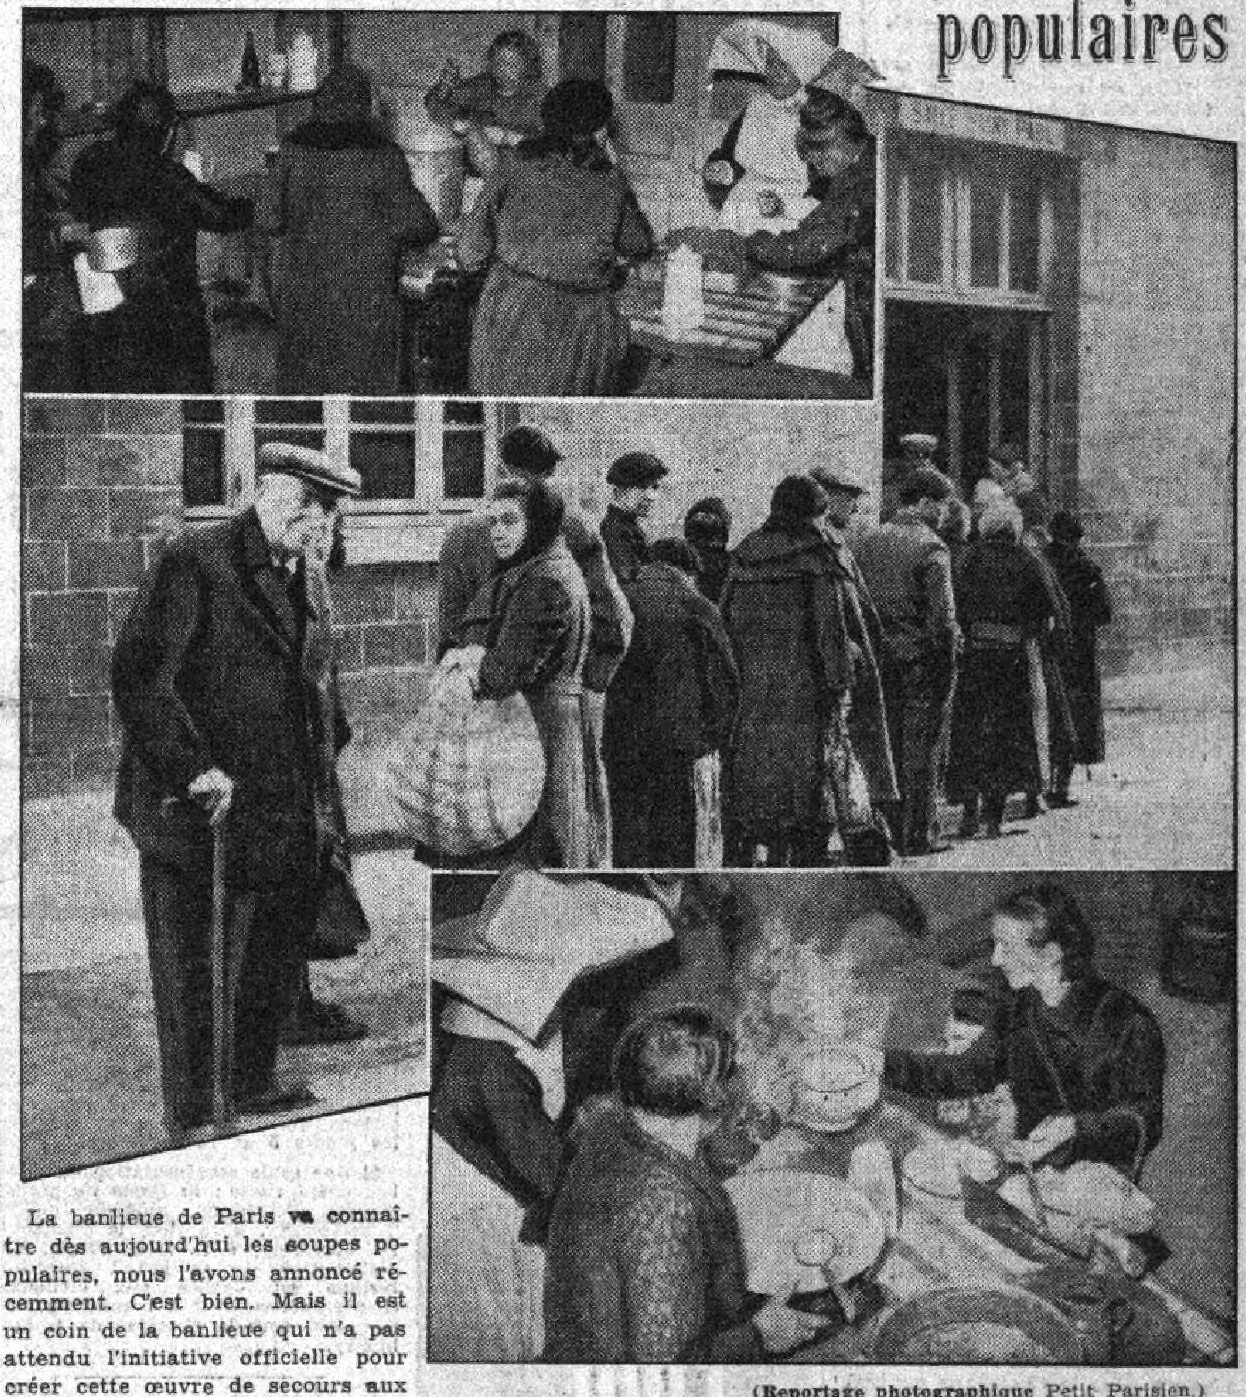 populaires
La banlieue de Paris va connaî-
tre dès aujourd'hui les soupes po-
pulaires, nous l'avons annoncé ré-
cemment. C'est bien. Mais il est
un coin de la banlieue qui n'a pas
attendu l'initiative officielle pour
créer cette œuvre de secours aux
(Reportage photographique Petit Parisien.)